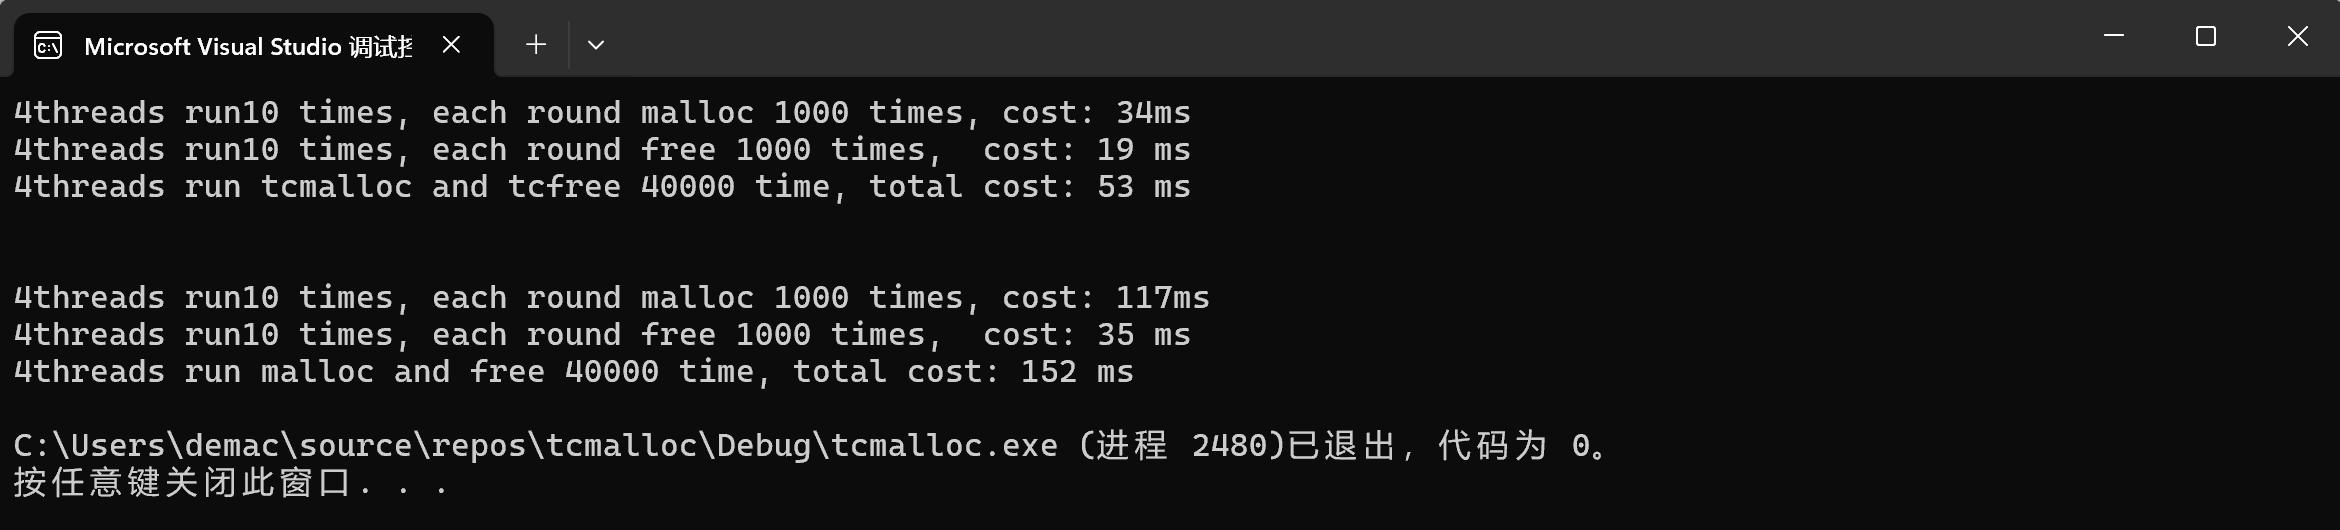 Microsoft Visual Studio 调试
4threads run10 times, each round malloc 1000 times, cost: 34ms
4threads run10 times, each round free 1000 times,  cost: 19 ms
4threads run tcmalloc and tcfree 40000 time, total cost: 53 ms
4threads run10 times, each round malloc 1000 times, cost: 117ms
4threads run10 times, each round free 1000 times,  cost: 35 ms
4threads run malloc and free 40000 time, total cost: 152 ms
C:\Users\demac\source\repos\tcmalloc\Debug\tcmalloc.exe (进程 2480)已退出，代码为 0。
按任意键关闭此窗口. . .